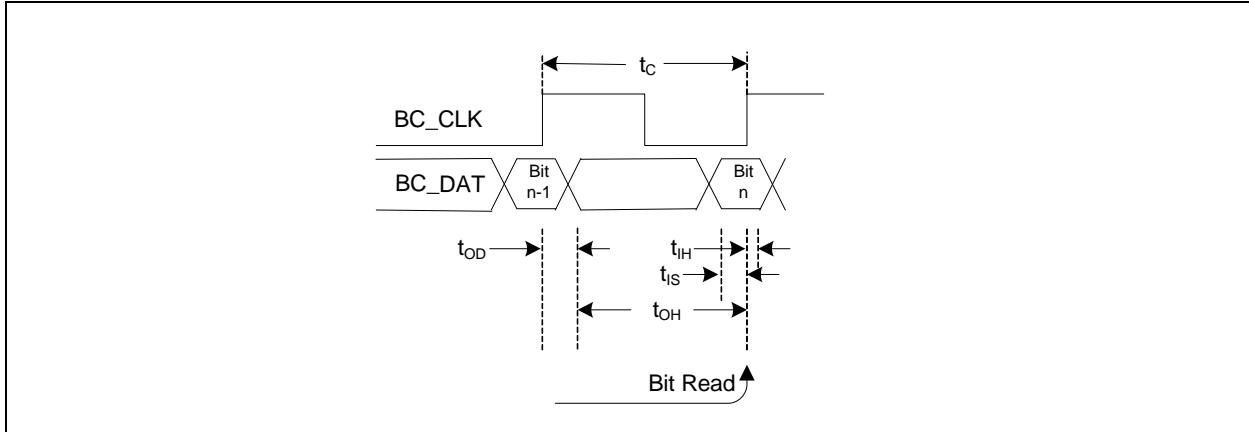 tC
BC_CLK
BC_DAT
Bit
n-1
Bit
n
tOD
tIH
tIS
tOH
Bit Read